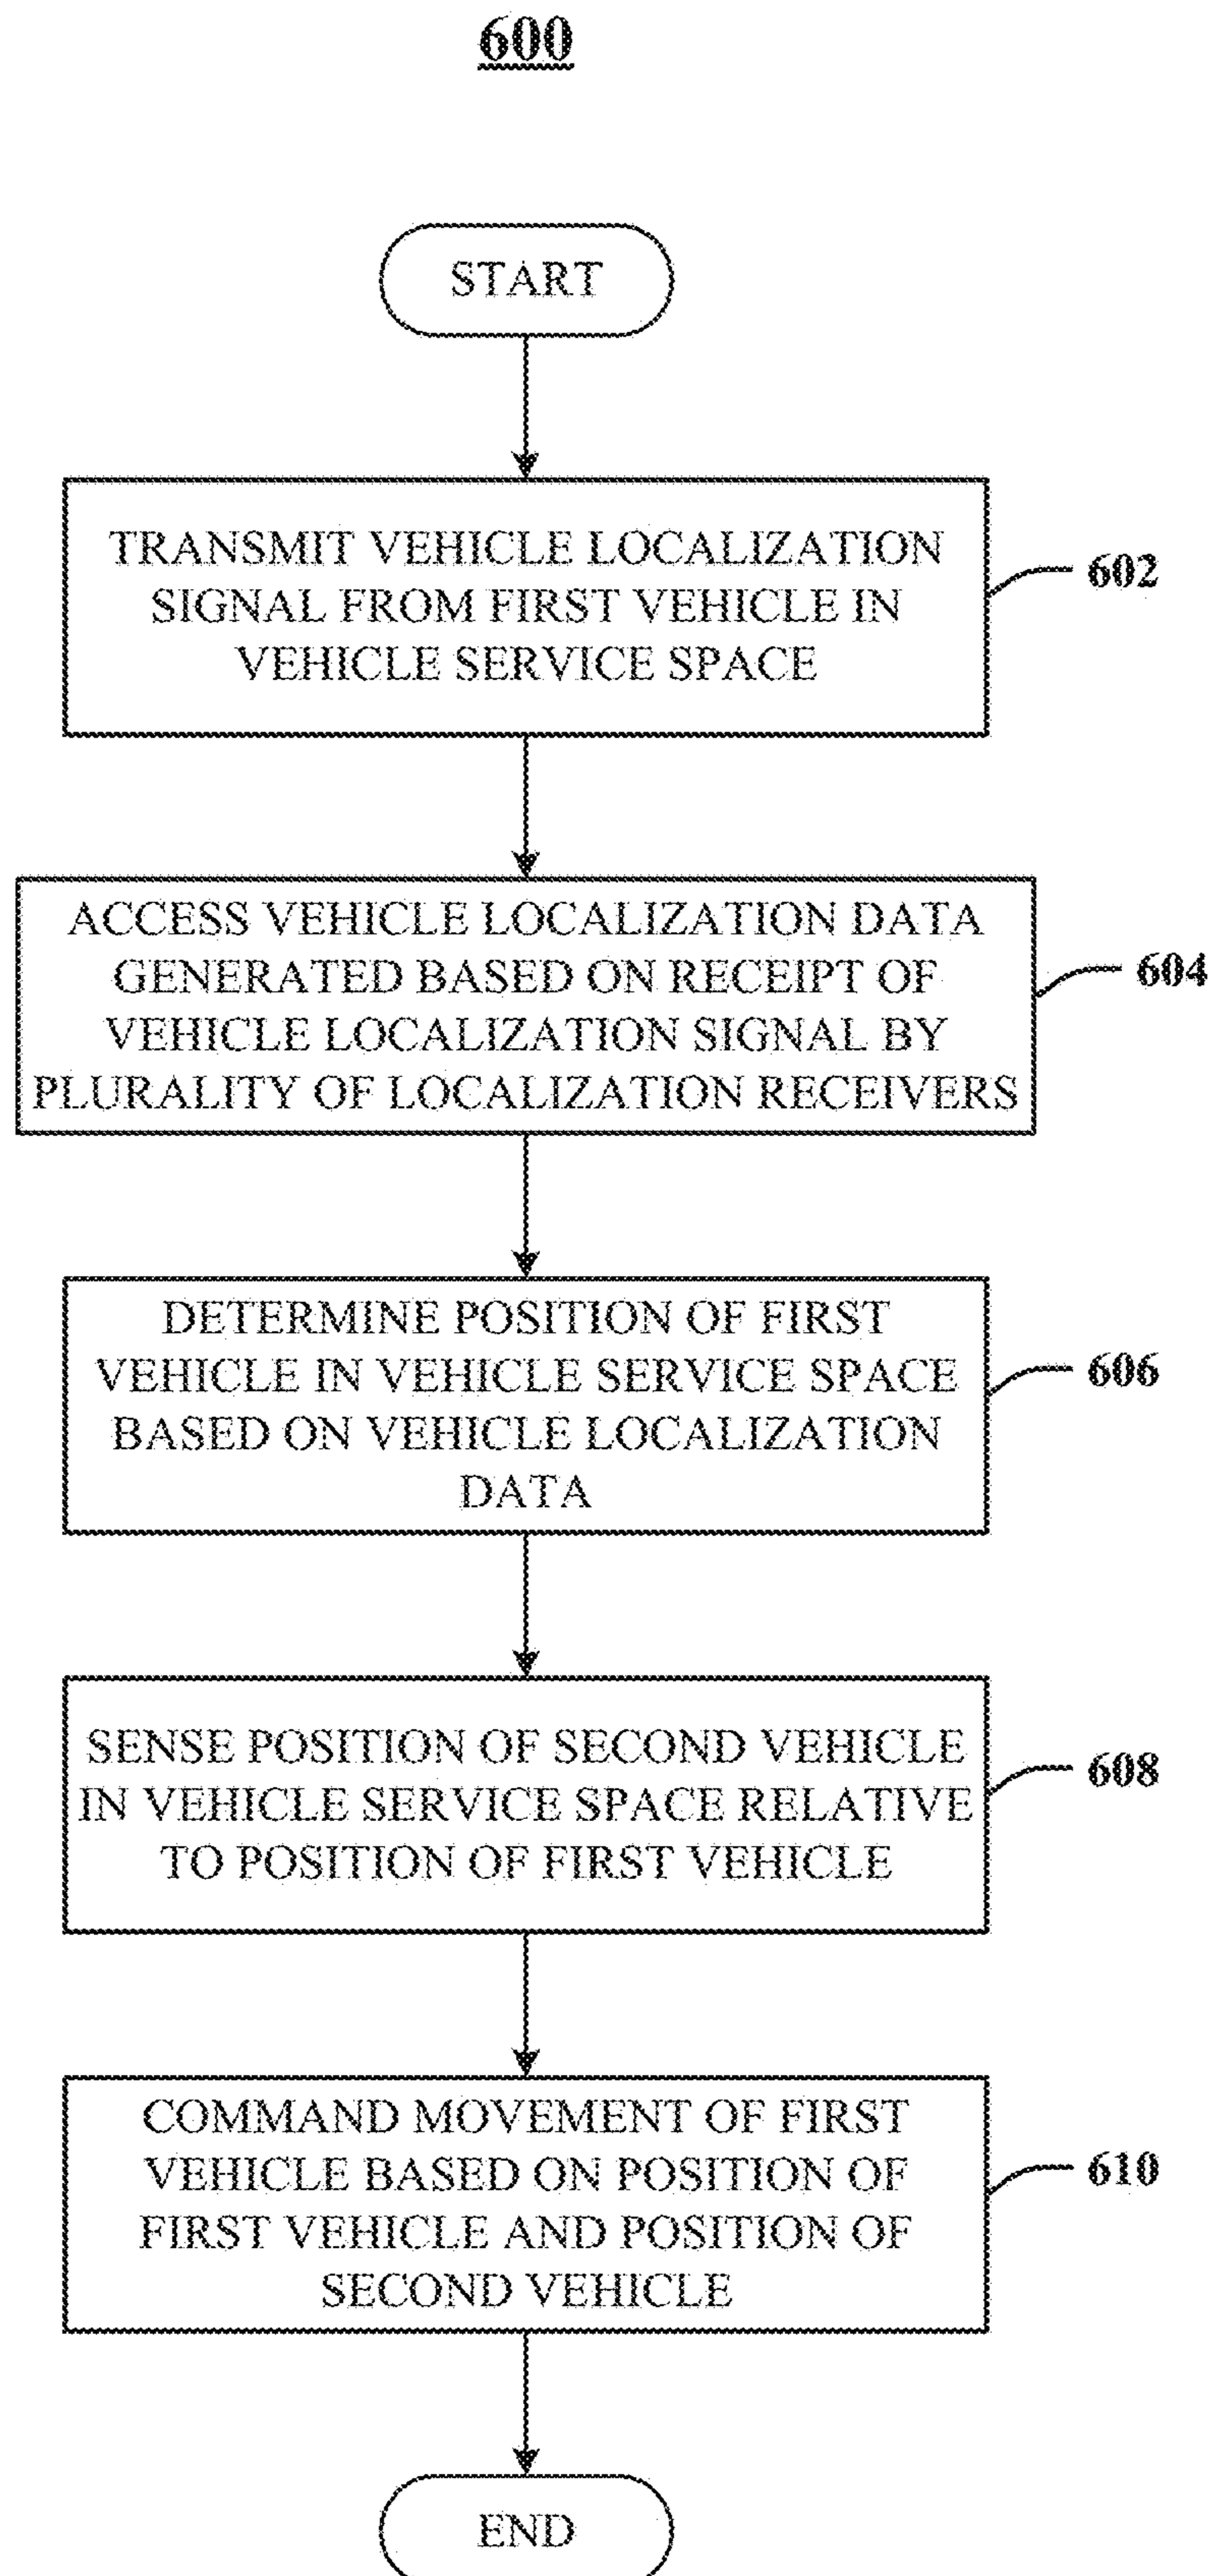 600
START
TRANSMIT VEHICLE LOCALIZATION
SIGNAL FROM FIRST VEHICLE IN
VEHICLE SERVICE SPACE
602
ACCESS VEHICLE LOCALIZATION DATA
GENERATED BASED ON RECEIPT OF
VEHICLE LOCALIZATION SIGNAL BY
PLURALITY OF LOCALIZATION RECEIVERS
604
DETERMINE POSITION OF FIRST
VEHICLE IN VEHICLE SERVICE SPACE
BASED ON VEHICLE LOCALIZATION
DATA
606
SENSE POSITION OF SECOND VEHICLE
IN VEHICLE SERVICE SPACE RELATIVE
TO POSITION OF FIRST VEHICLE
608
COMMAND MOVEMENT OF FIRST
VEHICLE BASED ON POSITION OF
FIRST VEHICLE AND POSITION OF
SECOND VEHICLE
610
END